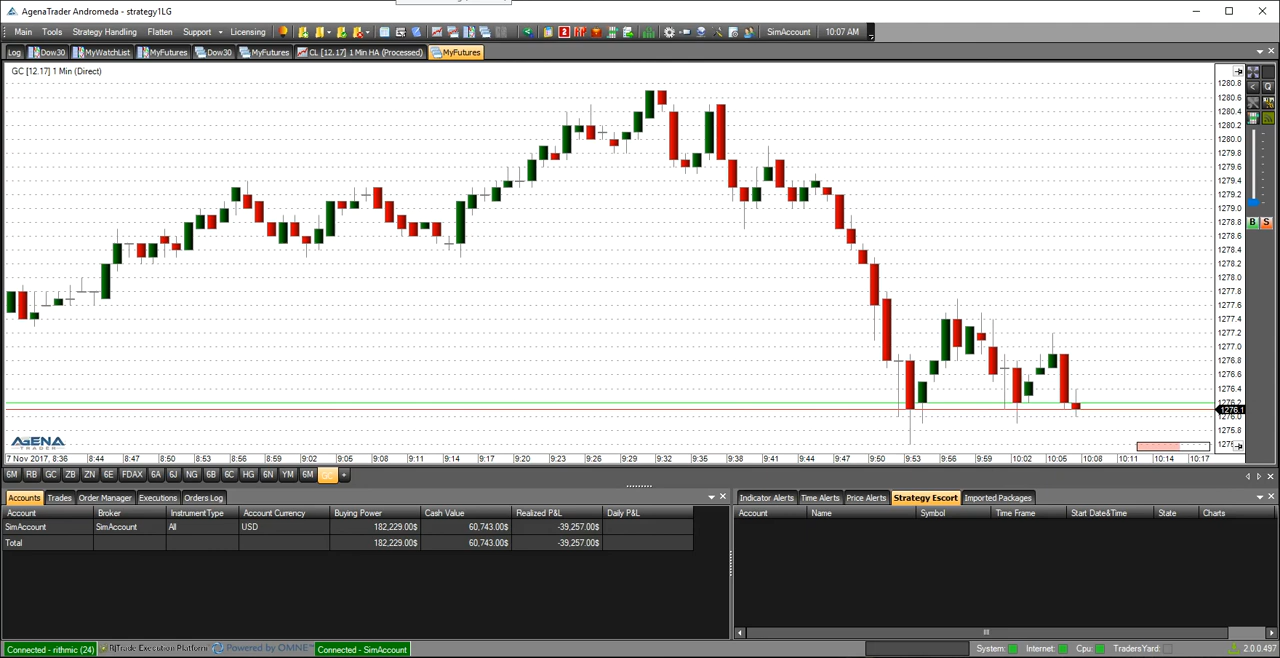 AgenaTrader Andromeda - strategy1LG
Main Tools Strategy Handling Flatten Support Licensing SimAccount 10:07 AM
Log Dow30 MyWatchList MyFutures Dow30 MyFutures CL [12.17] 1 Min HA (Processed) MyFutures
GC [12.17] 1 Min (Direct)
1280.8
1280.6
1280.4
1280.2
1280.0
1279.8
1279.6
1279.4
1279.2
1279.0
1278.8
1278.6
1278.4
1278.2
1278.0
1277.8
1277.6
1277.4
1277.2
1277.0
1276.8
1276.6
1276.4
1276.2
1276.1
1276.0
1275.8
< Q
B S
AGENA
TRADER
7 Nov 2017, 8:36 8:44 8:47 8:50 8:53 8:56 8:59 9:02 9:05 9:08 9:11 9:14 9:17 9:20 9:23 9:26 9:29 9:32 9:35 9:38 9:41 9:44 9:47 9:50 9:53 9:56 9:59 10:02 10:05 10:08 10:11 10:14 10:17
6M RB GC ZB ZN 6E FDAX 6A 6J NG 6B 6C HG 6N YM 6M GC +
Accounts Trades Order Manager Executions Orders Log
Account Broker InstrumentType Account Currency Buying Power Cash Value Realized P&L Daily P&L
SimAccount SimAccount All USD 182,229.00$ 60,743.00$ -39,257.00$
Total 182,229.00$ 60,743.00$ -39,257.00$
Indicator Alerts Time Alerts Price Alerts Strategy Escort Imported Packages
Account Name Symbol Time Frame Start Date&Time State Charts
Connected - rithmic (24) R|Trade Execution Platform Powered by OMNE™ Connected - SimAccount System: Internet: Cpu: TradersYard: 2.0.0.497